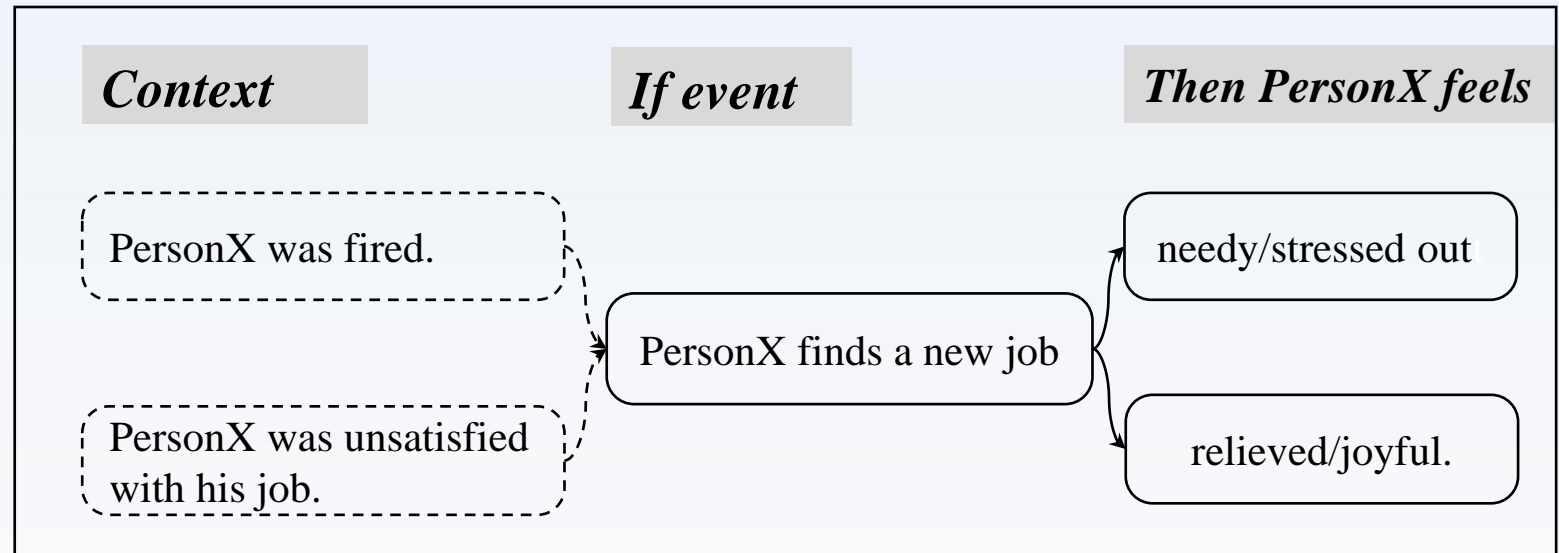 Context
If event
Then PersonX feels
PersonX was fired.
needy/stressed out
PersonX finds a new job
PersonX was unsatisfied
with his job.
relieved/joyful.